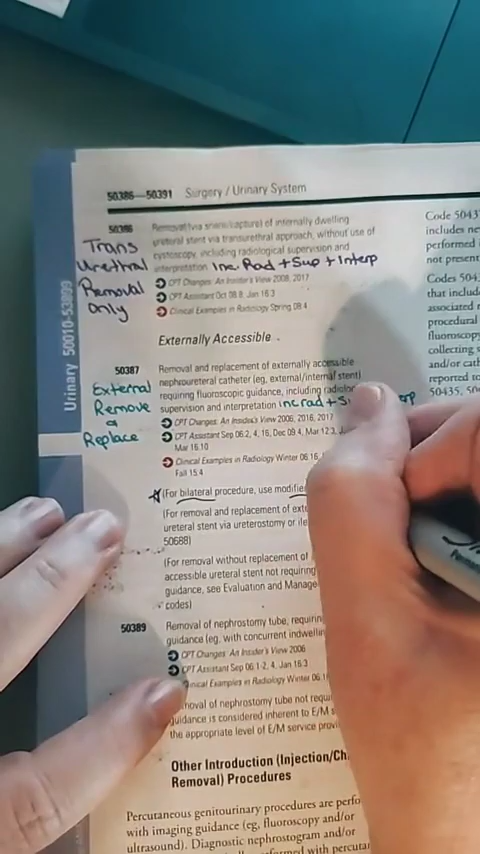 50386—50391 Surgery / Urinary System
50386 Removal (via snare/capture) of internally dwelling
ureteral stent via transurethral approach, without use of
cystoscopy, including radiological supervision and
interpretation Inc. Rad + Sup + Interp
CPT Changes: An Insider's View 2008, 2017
CPT Assistant Oct 08:8, Jan 16:3
Clinical Examples in Radiology Spring 08:4
Trans
Urethral
Removal
only
Externally Accessible
50387 Removal and replacement of externally accessible
nephroureteral catheter (eg, external/internal stent)
requiring fluoroscopic guidance, including radiolo
supervision and interpretation inc rad + S
CPT Changes: An Insider's View 2006, 2016, 2017
CPT Assistant Sep 06:2, 4, 16, Dec 09:4, Mar 12:3, J
Mar 16:10
Clinical Examples in Radiology Winter 06:16
Fall 15:4
External
Remove
&
Replace
(For bilateral procedure, use modifie
(For removal and replacement of exte
ureteral stent via ureterostomy or ile
50688)
(For removal without replacement of
accessible ureteral stent not requiring
guidance, see Evaluation and Manage
codes)
50389 Removal of nephrostomy tube, requirin
guidance (eg, with concurrent indwellin
CPT Changes: An Insider's View 2006
CPT Assistant Sep 06:1-2, 4, Jan 16:3
Clinical Examples in Radiology Winter 06:1
moval of nephrostomy tube not requi
guidance is considered inherent to E/M s
the appropriate level of E/M service provi
Other Introduction (Injection/Ch
Removal) Procedures
Percutaneous genitourinary procedures are perfo
with imaging guidance (eg, fluoroscopy and/or
ultrasound). Diagnostic nephrostogram and/or
Urinary 50010-53899
Code 5043
includes ne
performed
not present
Codes 504
that includ
associated
procedural
fluoroscop
collecting
and/or cat
reported to
50435, 50